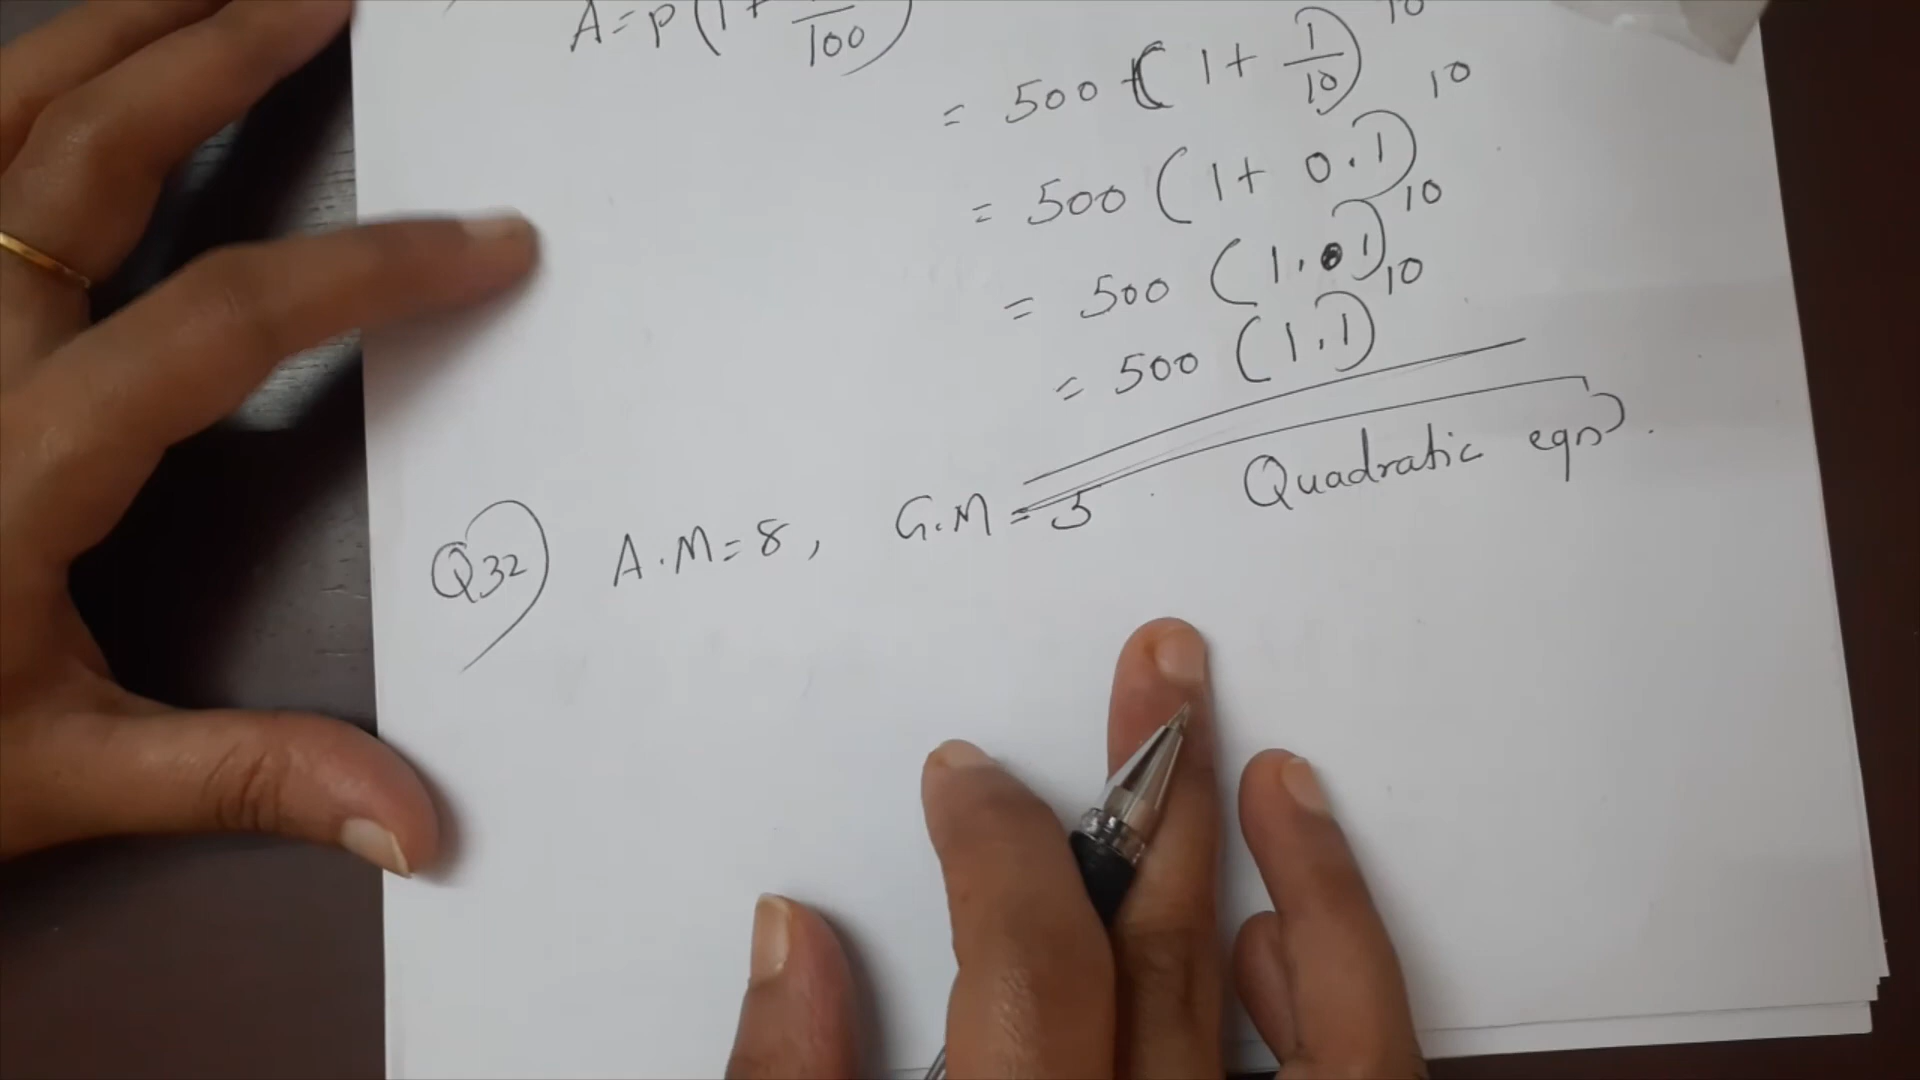 A=P(1+ /100)
= 500 (1+ 1/10)^10
= 500 (1+ 0.1)^10
= 500 (1.01)^10
= 500 (1.1)^10
Q32) A.M=8, G.M=5 Quadratic eqn.